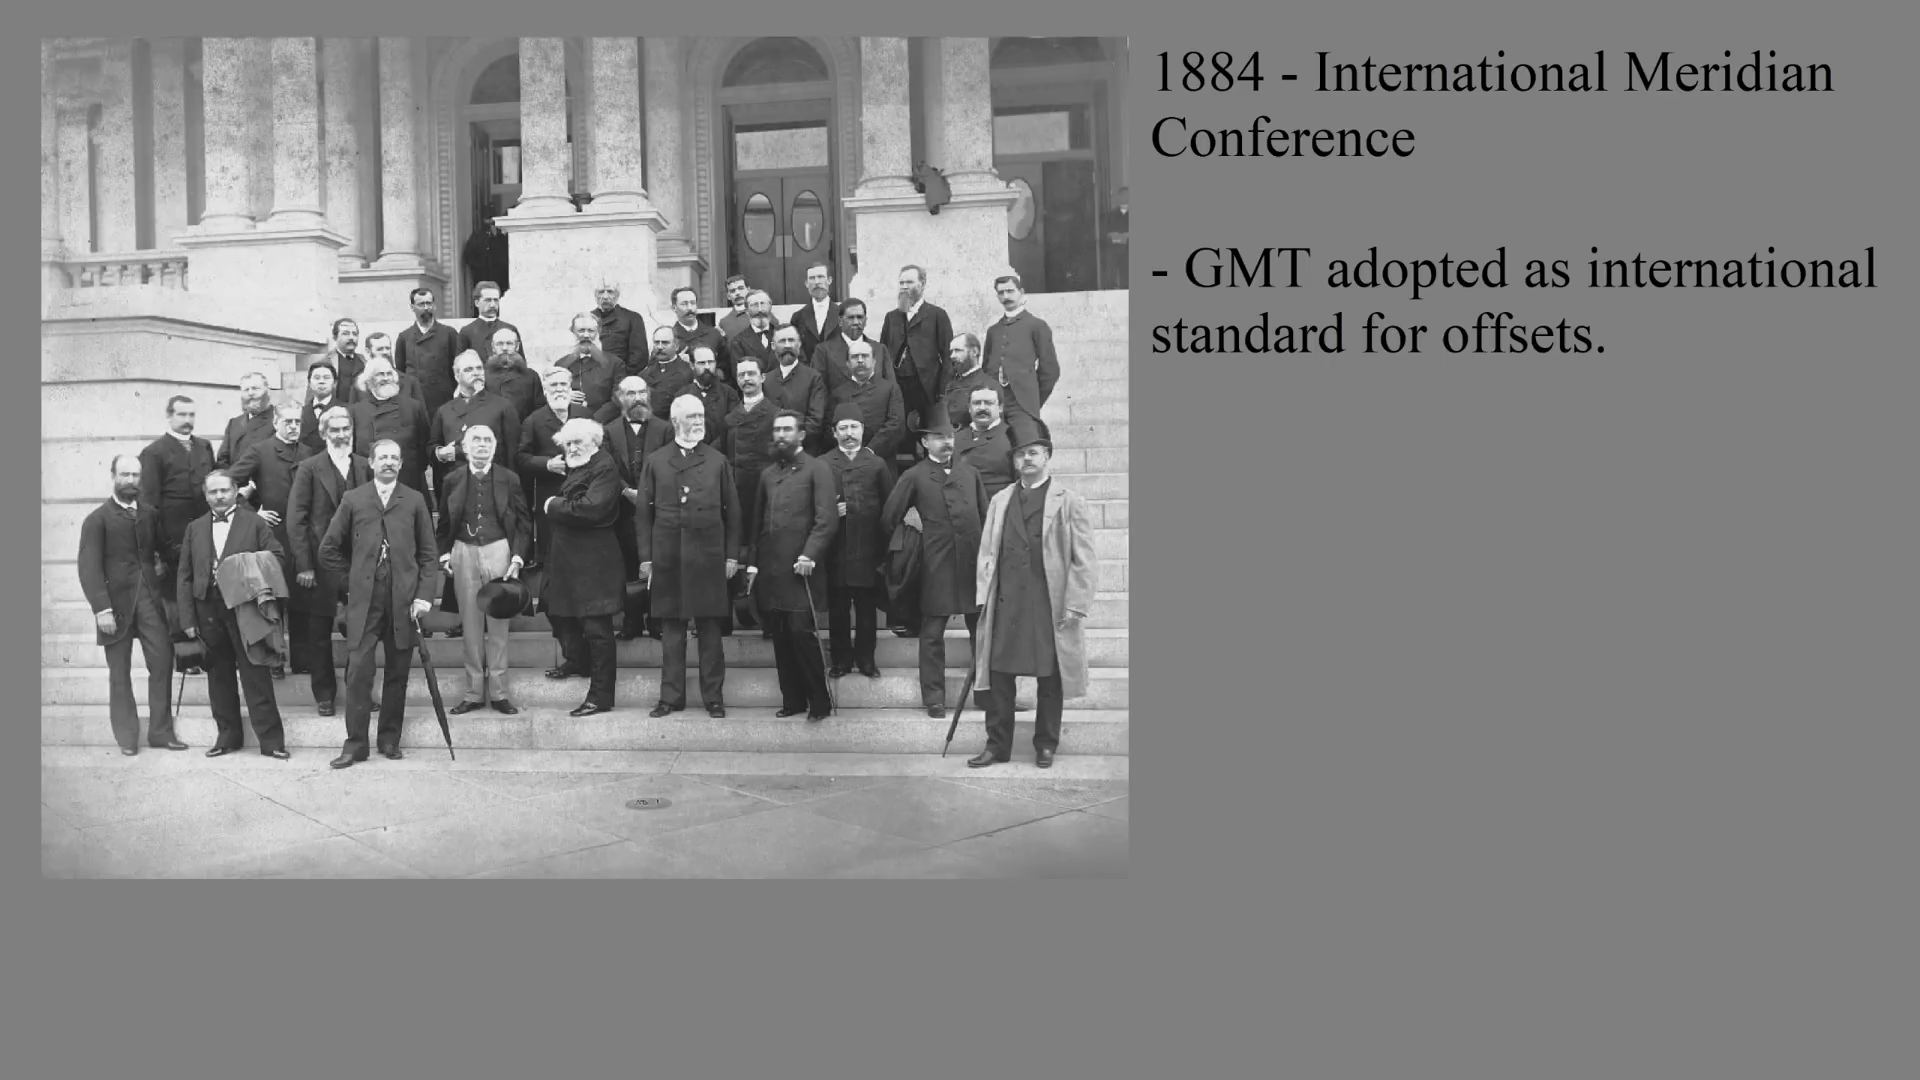 1884 - International Meridian
Conference
- GMT adopted as international
standard for offsets.